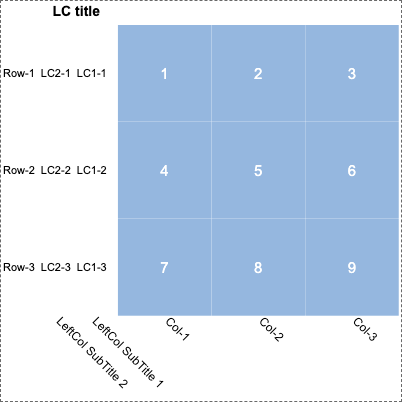 LC title
Row-1 LC2-1 LC1-1 1 2 3
Row-2 LC2-2 LC1-2 4 5 6
Row-3 LC2-3 LC1-3 7 8 9
LeftCol SubTitle 2
LeftCol SubTitle 1
Col-1
Col-2
Col-3